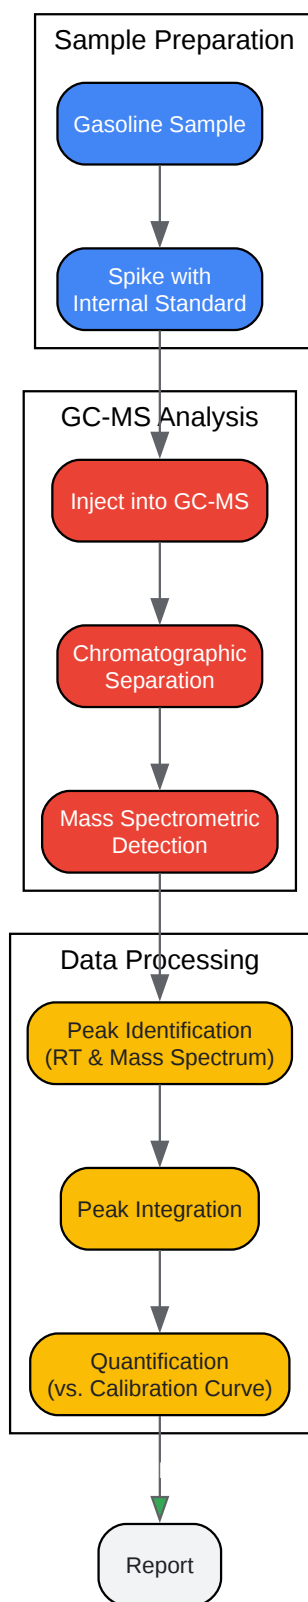 Sample Preparation
Gasoline Sample
Spike with
Internal Standard
GC-MS Analysis
Inject into GC-MS
Chromatographic
Separation
Mass Spectrometric
Detection
Data Processing
Peak Identification
(RT & Mass Spectrum)
Peak Integration
Quantification
(vs. Calibration Curve)
Report